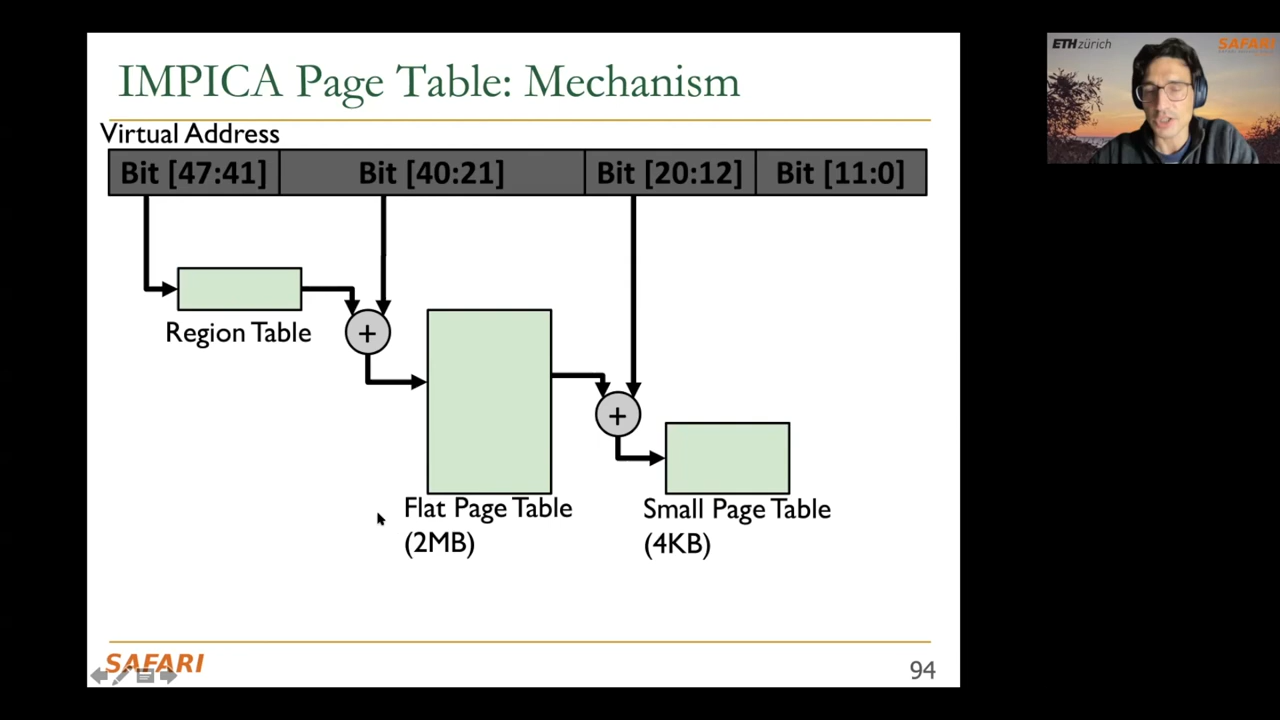 IMPICA Page Table: Mechanism
Virtual Address
Bit [47:41] Bit [40:21] Bit [20:12] Bit [11:0]
Region Table
+
+
Flat Page Table
(2MB)
Small Page Table
(4KB)
SAFARI
94
ETH zürich
SAFARI